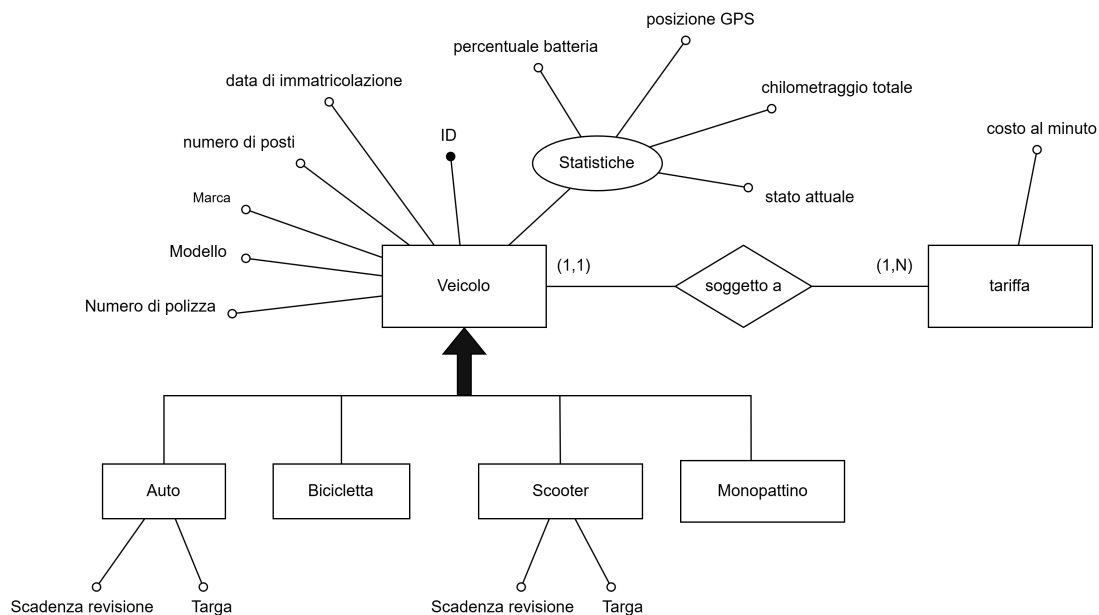 posizione GPS
percentuale batteria
data di immatricolazione
chilometraggio totale
costo al minuto
ID
numero di posti
Statistiche
Marca
stato attuale
Modello
(1,1)
(1,N)
Veicolo
soggetto a
tariffa
Numero di polizza
Auto
Bicicletta
Scooter
Monopattino
Scadenza revisione
Targa
Scadenza revisione
Targa